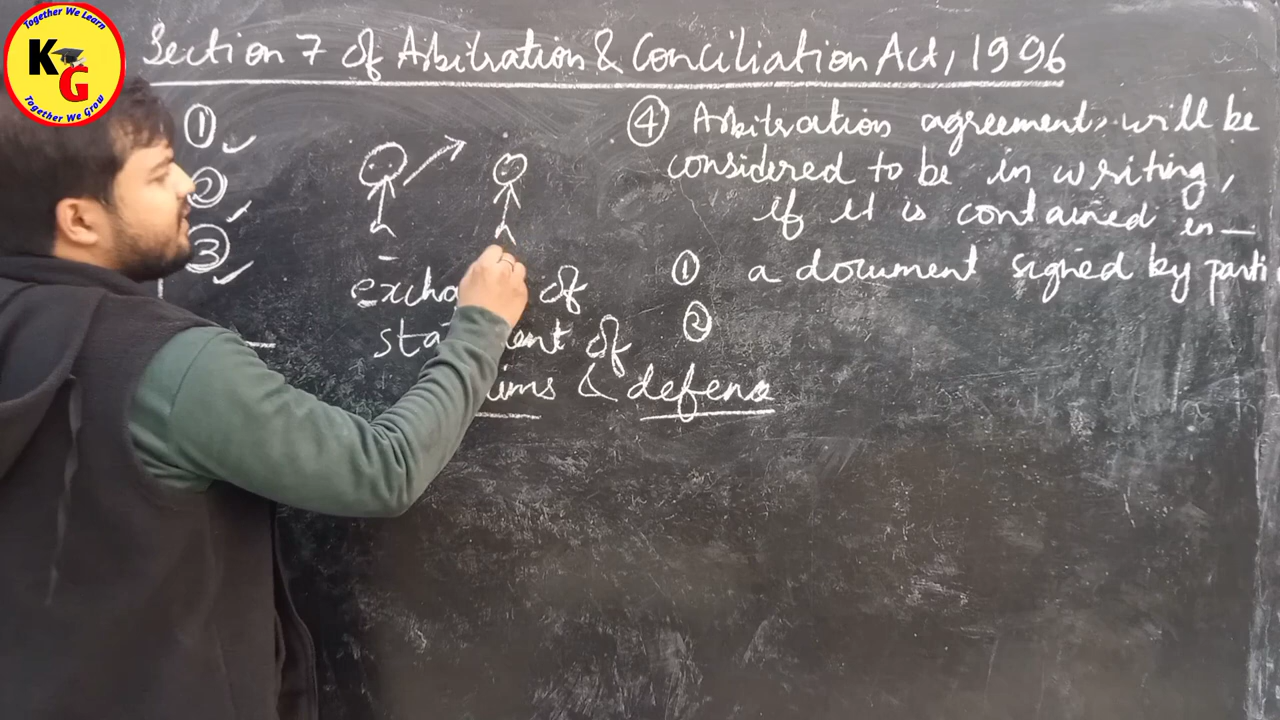 Together We Learn
KG
Together We Grow
Section 7 of Arbitration & Conciliation Act, 1996
①
②
③
④ Arbitration agreement, will be
considered to be in writing,
if it is contained in—
① a document signed by parti
②
exchange of
statement of
claims & defence